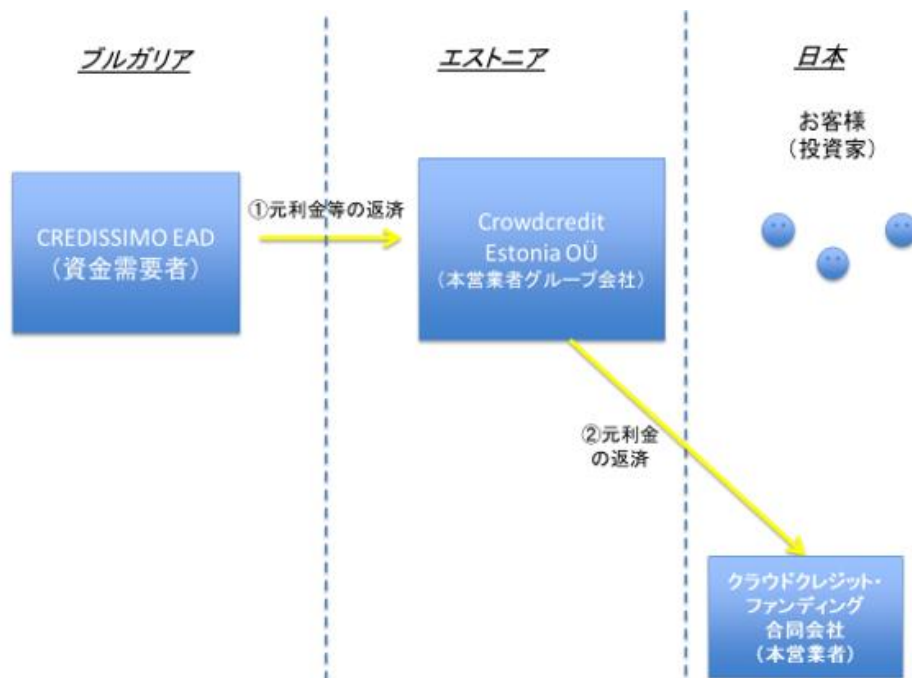 ブルガリア
エストニア
日本
お客様
（投資家）
CREDISSIMO EAD
（資金需要者）
①元利金等の返済
Crowdcredit
Estonia OÜ
（本営業者グループ会社）
②元利金
の返済
クラウドクレジット・
ファンディング
合同会社
（本営業者）